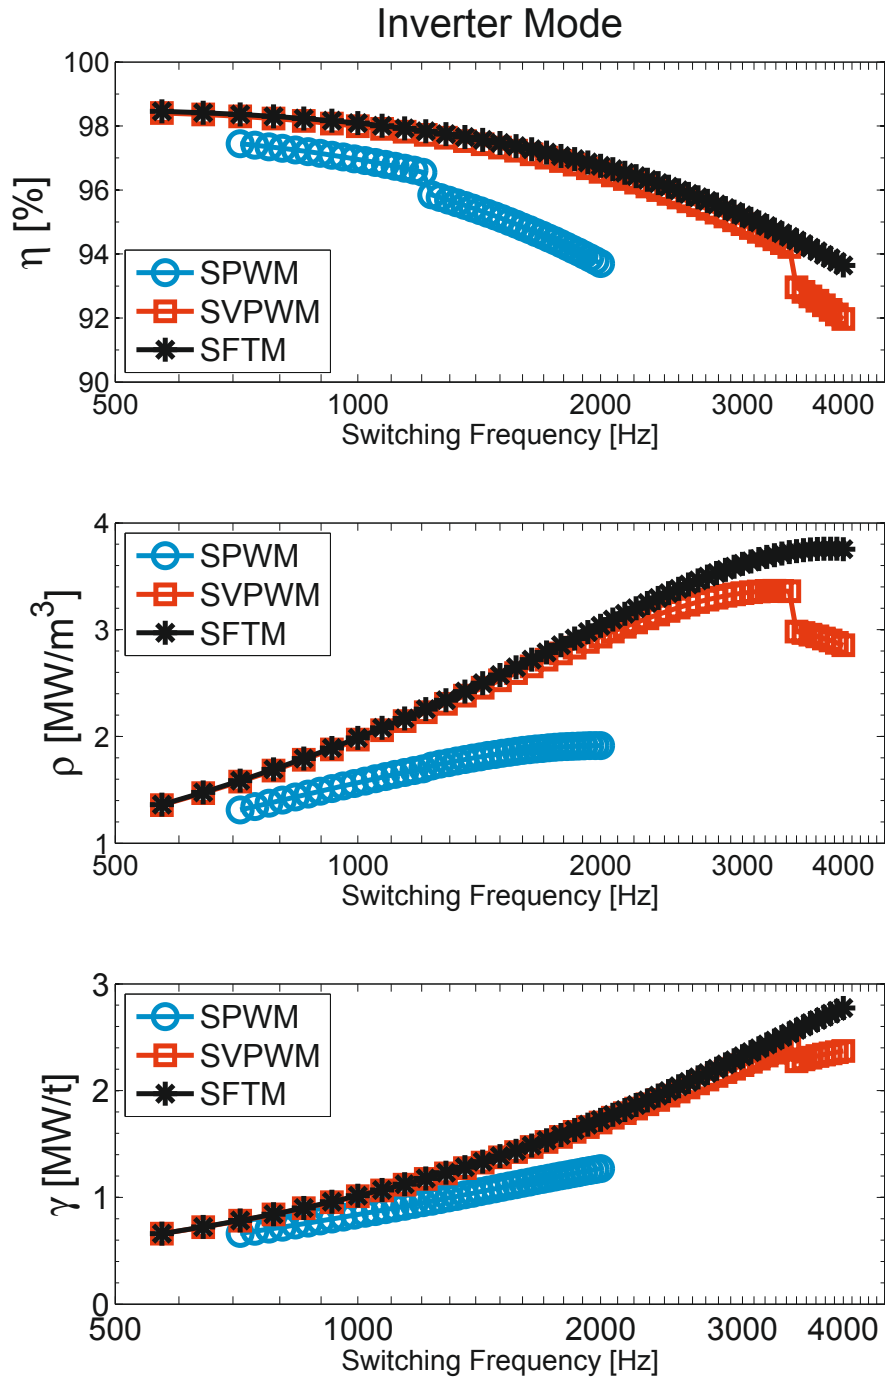 Inverter Mode
100
98
96
94
92
90
η [%]
SPWM
SVPWM
SFTM
500 1000 2000 3000 4000
Switching Frequency [Hz]
4
3
2
1
ρ [MW/m³]
SPWM
SVPWM
SFTM
500 1000 2000 3000 4000
Switching Frequency [Hz]
3
2
1
0
γ [MW/t]
SPWM
SVPWM
SFTM
500 1000 2000 3000 4000
Switching Frequency [Hz]